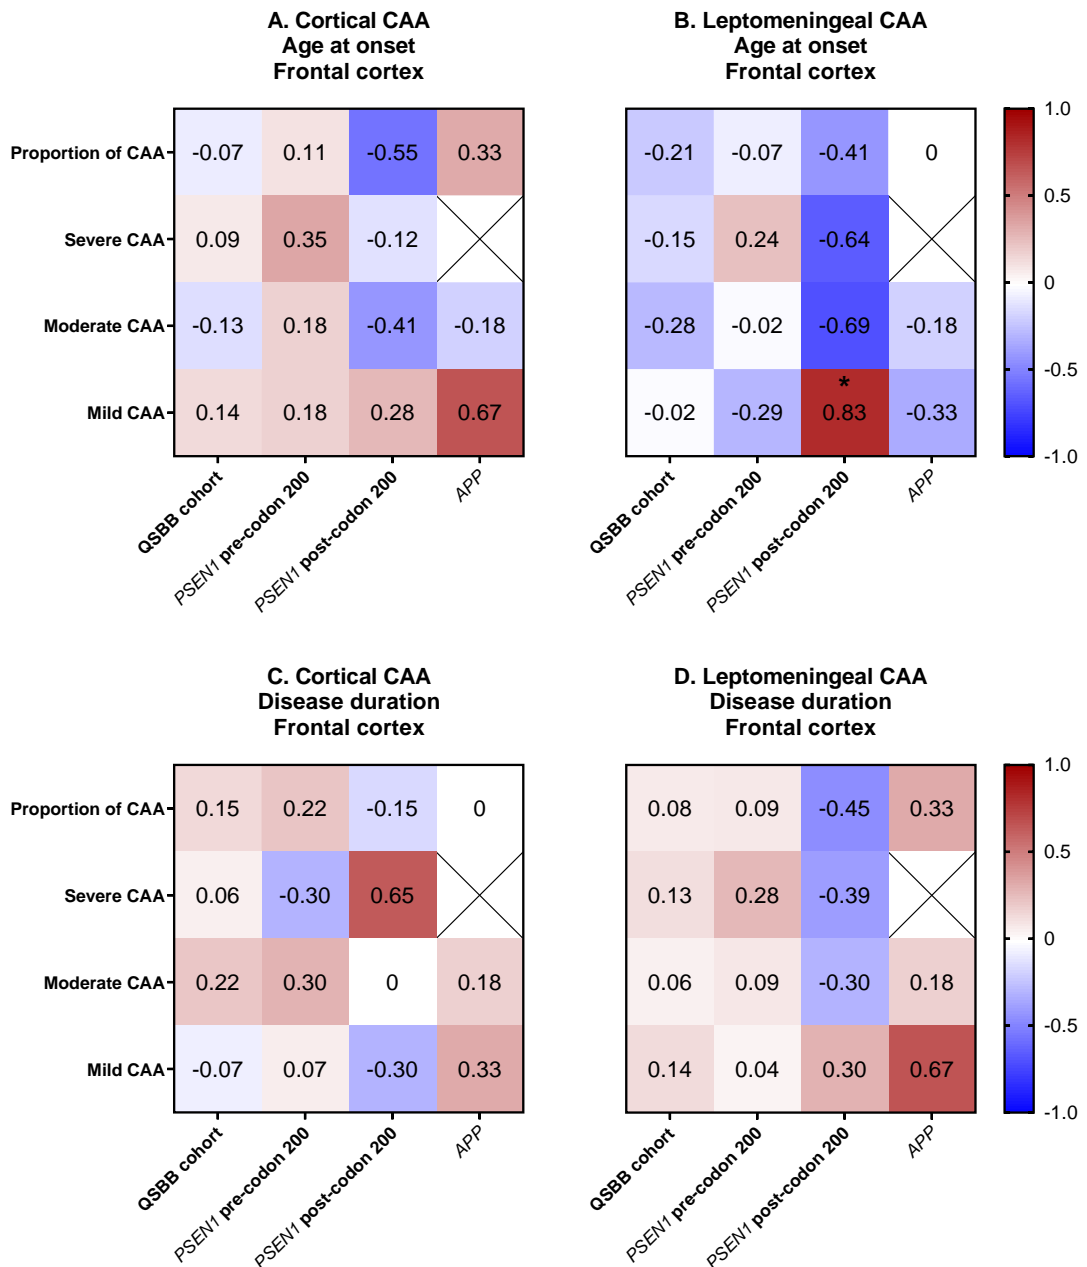 A. Cortical CAA
Age at onset
Frontal cortex
B. Leptomeningeal CAA
Age at onset
Frontal cortex
Proportion of CAA -0.07 0.11 -0.55 0.33
Severe CAA 0.09 0.35 -0.12
Moderate CAA -0.13 0.18 -0.41 -0.18
Mild CAA 0.14 0.18 0.28 0.67
QSBB cohort
PSEN1 pre-codon 200
PSEN1 post-codon 200
APP
-0.21 -0.07 -0.41 0
-0.15 0.24 -0.64
-0.28 -0.02 -0.69 -0.18
*
-0.02 -0.29 0.83 -0.33
QSBB cohort
PSEN1 pre-codon 200
PSEN1 post-codon 200
APP
1.0
0.5
0
-0.5
-1.0
C. Cortical CAA
Disease duration
Frontal cortex
D. Leptomeningeal CAA
Disease duration
Frontal cortex
Proportion of CAA 0.15 0.22 -0.15 0
Severe CAA 0.06 -0.30 0.65
Moderate CAA 0.22 0.30 0 0.18
Mild CAA -0.07 0.07 -0.30 0.33
QSBB cohort
PSEN1 pre-codon 200
PSEN1 post-codon 200
APP
0.08 0.09 -0.45 0.33
0.13 0.28 -0.39
0.06 0.09 -0.30 0.18
0.14 0.04 0.30 0.67
QSBB cohort
PSEN1 pre-codon 200
PSEN1 post-codon 200
APP
1.0
0.5
0
-0.5
-1.0